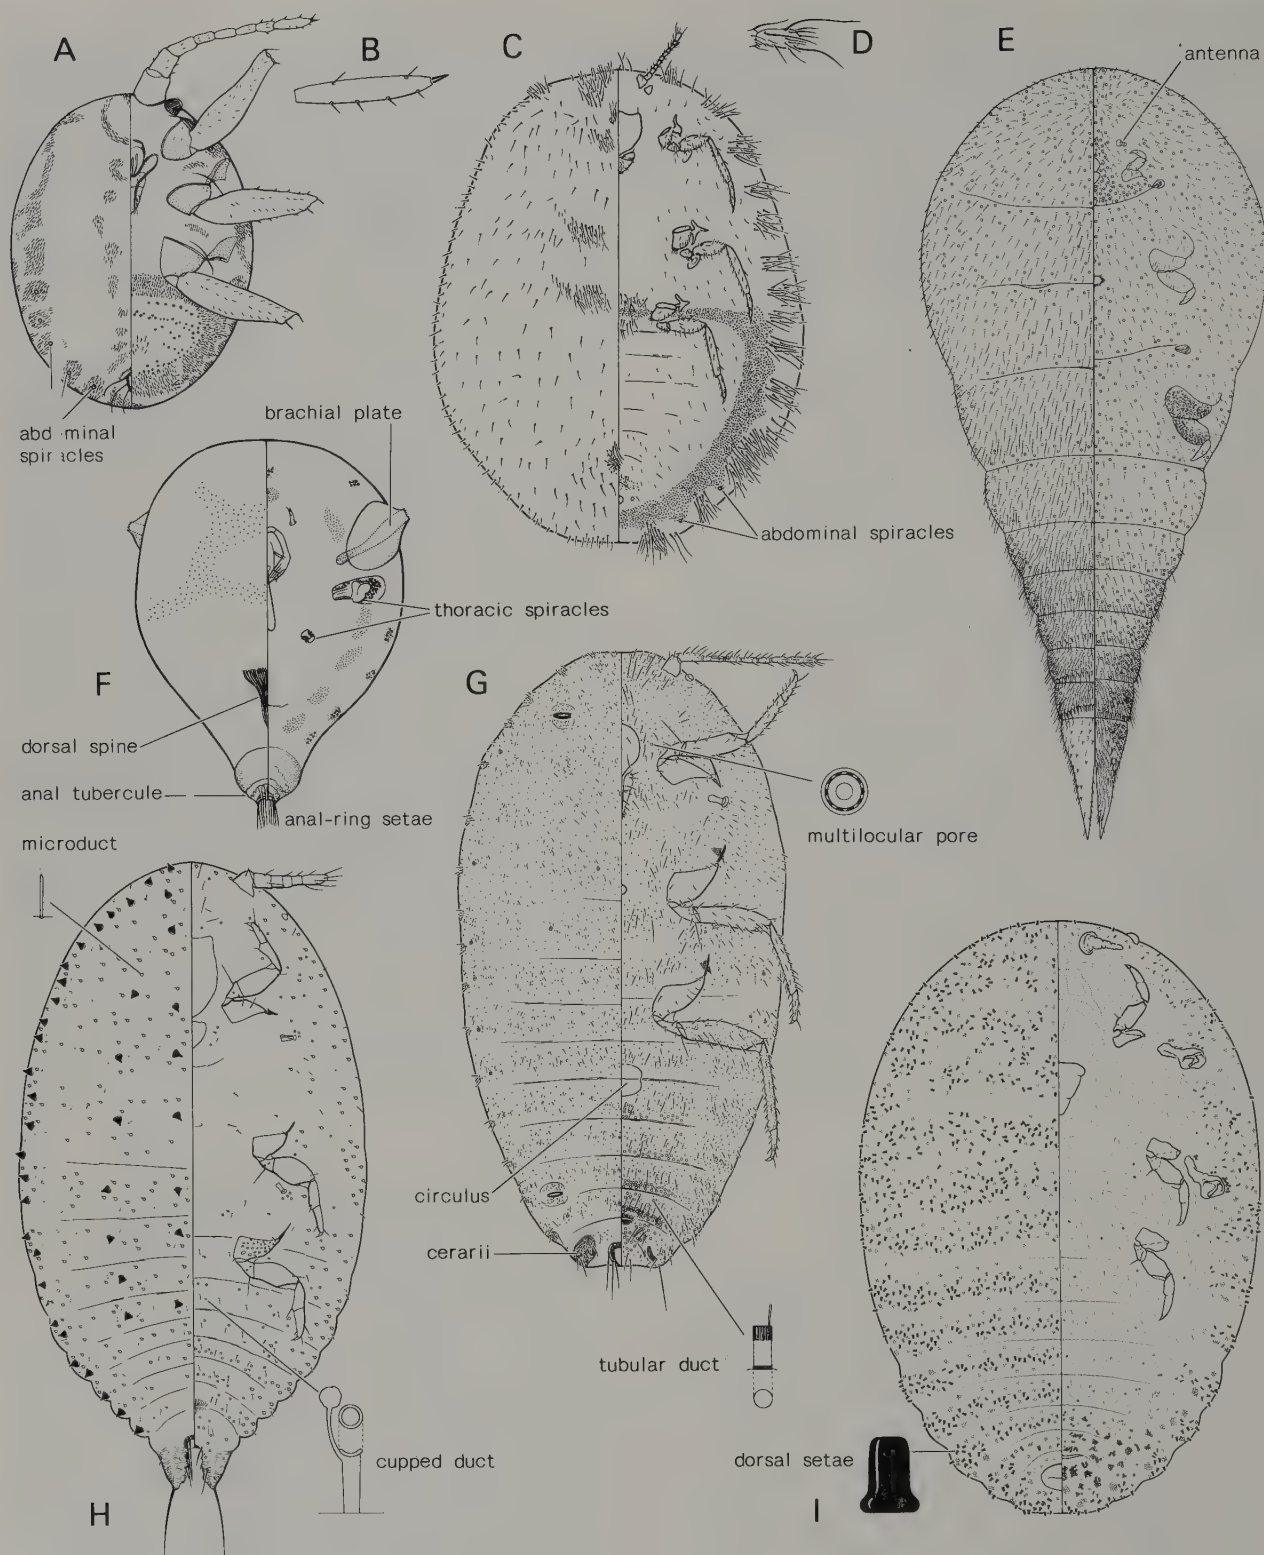 A
B
C
D
E
antenna
brachial plate
abd minal
spir cles
abdominal spiracles
thoracic spiracles
F
G
dorsal spine
anal tubercule
anal-ring setae
microduct
multilocular pore
circulus
cerarii
tubular duct
dorsal setae
cupped duct
H
I